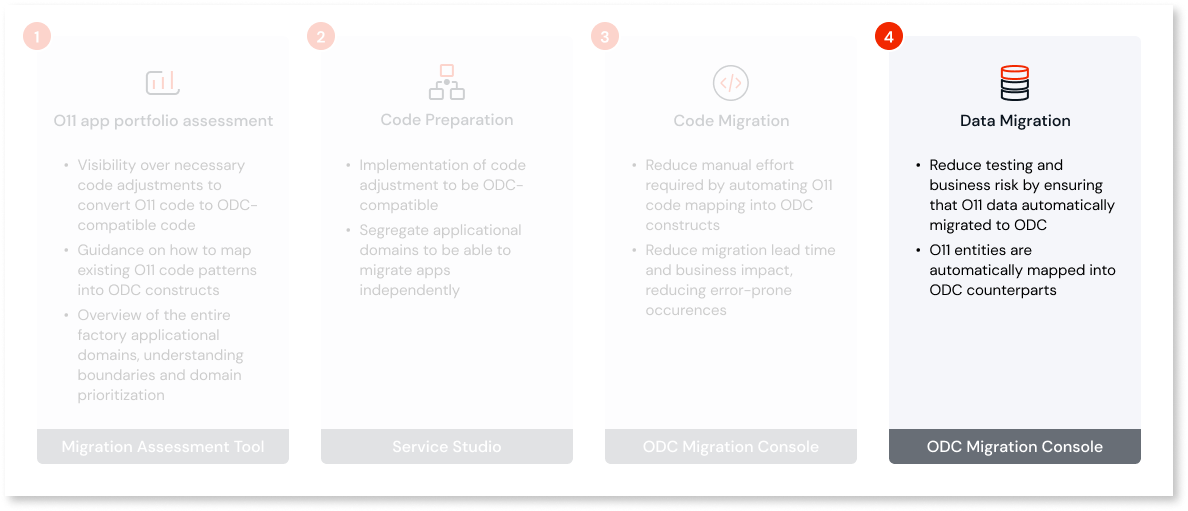 1
O11 app portfolio assessment
• Visibility over necessary
code adjustments to
convert O11 code to ODC-
compatible code
• Guidance on how to map
existing O11 code patterns
into ODC constructs
• Overview of the entire
factory applicational
domains, understanding
boundaries and domain
prioritization
Migration Assessment Tool
2
Code Preparation
• Implementation of code
adjustment to be ODC-
compatible
• Segregate applicational
domains to be able to
migrate apps
independently
Service Studio
3
Code Migration
• Reduce manual effort
required by automating O11
code mapping into ODC
constructs
• Reduce migration lead time
and business impact,
reducing error-prone
occurences
ODC Migration Console
4
Data Migration
• Reduce testing and
business risk by ensuring
that O11 data automatically
migrated to ODC
• O11 entities are
automatically mapped into
ODC counterparts
ODC Migration Console